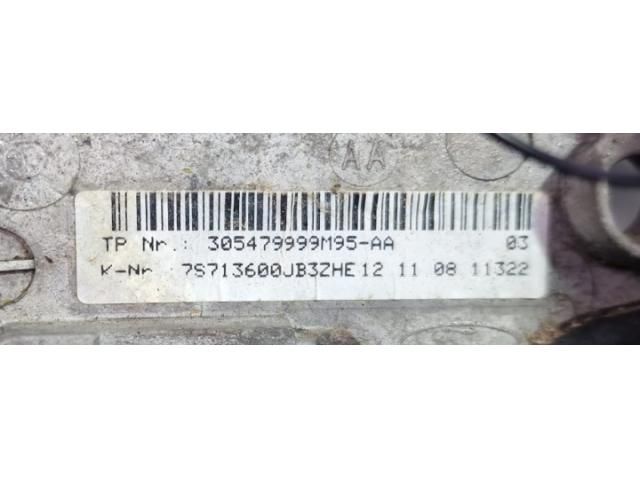 AA
TP Nr.: 305479999M95-AA 03
K-Nr. 7S713600JB3ZHE 12 11 08 11322